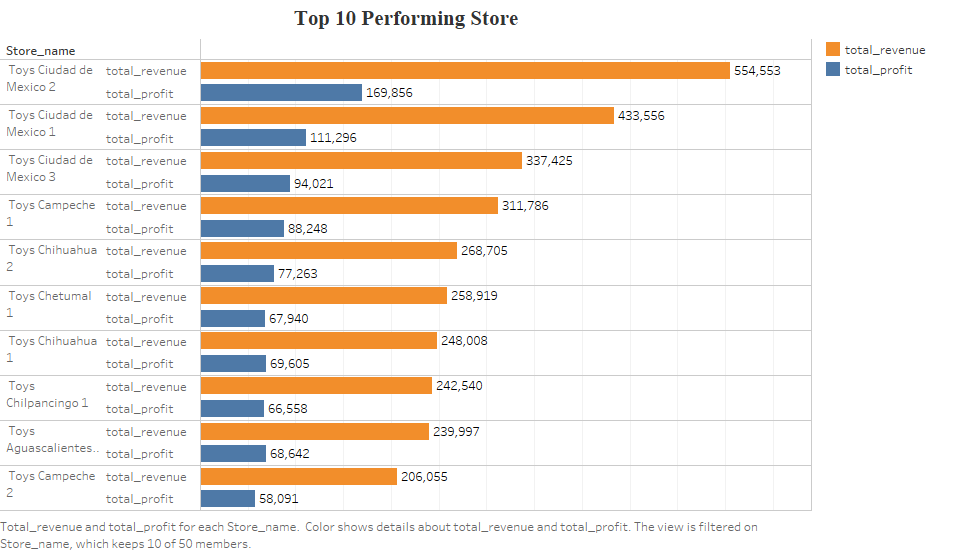 Top 10 Performing Store
Store_name
total_revenue
total_profit
Toys Ciudad de
Mexico 2
total_revenue
554,553
total_profit
169,856
Toys Ciudad de
Mexico 1
total_revenue
433,556
total_profit
111,296
Toys Ciudad de
Mexico 3
total_revenue
337,425
total_profit
94,021
Toys Campeche
1
total_revenue
311,786
total_profit
88,248
Toys Chihuahua
2
total_revenue
268,705
total_profit
77,263
Toys Chetumal
1
total_revenue
258,919
total_profit
67,940
Toys Chihuahua
1
total_revenue
248,008
total_profit
69,605
Toys
Chilpancingo 1
total_revenue
242,540
total_profit
66,558
Toys
Aguascalientes..
total_revenue
239,997
total_profit
68,642
Toys Campeche
2
total_revenue
206,055
total_profit
58,091
Total_revenue and total_profit for each Store_name.  Color shows details about total_revenue and total_profit. The view is filtered on
Store_name, which keeps 10 of 50 members.